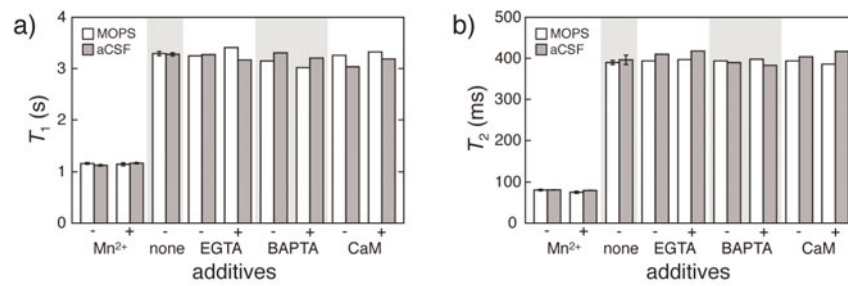 a)
MOPS
aCSF
T₁ (s)
4
3
2
1
0
- + - - + - + - +
Mn²⁺ none EGTA BAPTA CaM
additives
b)
MOPS
aCSF
T₂ (ms)
500
400
300
200
100
0
- + - - + - + - +
Mn²⁺ none EGTA BAPTA CaM
additives